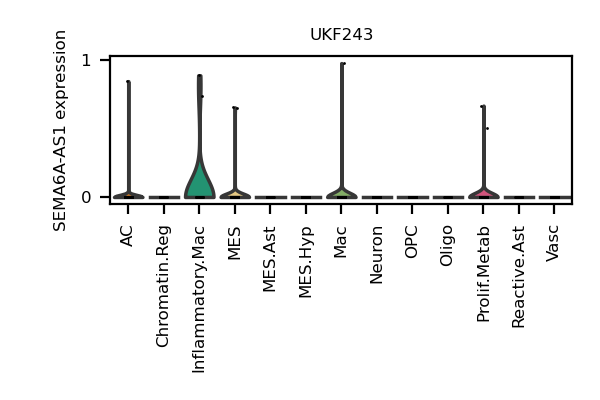 UKF243
SEMA6A-AS1 expression
1
0
AC
Chromatin.Reg
Inflammatory.Mac
MES
MES.Ast
MES.Hyp
Mac
Neuron
OPC
Oligo
Prolif.Metab
Reactive.Ast
Vasc